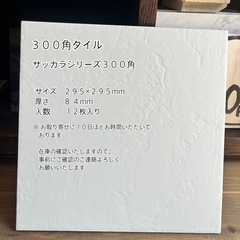 ３００角タイル
サッカラシリーズ３００角
サイズ　２９５×２９５ｍｍ
厚さ　８４ｍｍ
入数　１２枚入り
※お取り寄せに１０日ほどお時間いただいて
おります
在庫の確認いたしますので、
事前にご確認のご連絡よろしく
お願いいたします